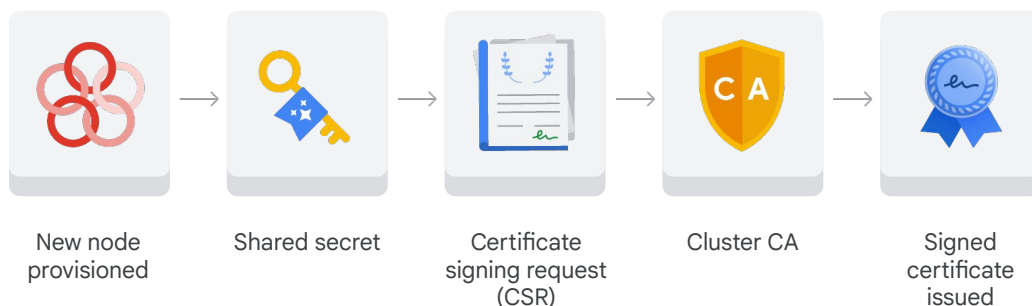 C A
New node
provisioned
Shared secret
Certificate
signing request
(CSR)
Cluster CA
Signed
certificate
issued